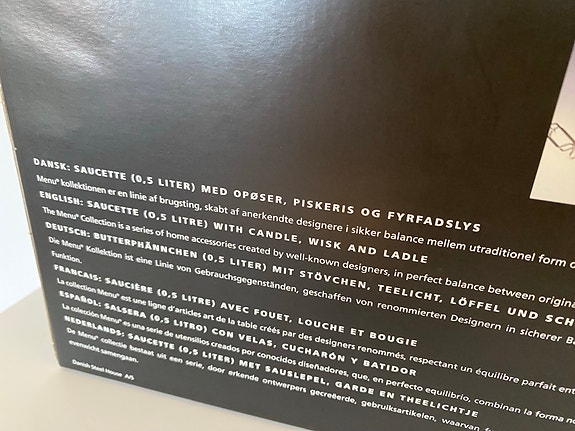 DANSK: SAUCETTE (0,5 LITER) MED OPØSER, PISKERIS OG FYRFADSLYS
Menu® kollektionen er en linie af brugsting, skabt af anerkendte designere i sikker balance mellem utraditionel form o
ENGLISH: SAUCETTE (0,5 LITRE) WITH CANDLE, WISK AND LADLE
The Menu® Collection is a series of home accessories created by well-known designers, in perfect balance between origina
DEUTSCH: BUTTERPHÄNNCHEN (0,5 LITER) MIT STÖVCHEN, TEELICHT, LÖFFEL UND SCH
Die Menu® Kollektion ist eine Linie von Gebrauchsgegenständen, geschaffen von renommierten Designern in sicherer Ba
Funktion.
FRANCAIS: SAUCIÈRE (0,5 LITRE) AVEC FOUET, LOUCHE ET BOUGIE
La collection Menu® est une ligne d'articles art de la table créés par des designers renommés, respectant un équilibre parfait ent
ESPAÑOL: SALSERA (0,5 LITRO) CON VELAS, CUCHARÓN Y BATIDOR
La colección Menu® es una serie de utensilios creados por conocidos diseñadores, que, en perfecto equilibrio, combinan la forma no
NEDERLANDS: SAUCETTE (0,5 LITER) MET SAUSLEPEL, GARDE EN THEELICHTJE
De Menu® collectie bestaat uit een serie, door erkende ontwerpers gecreëerde, gebruiksartikelen, waarvan
evenwicht samengaan.
Danish Steel House A/S